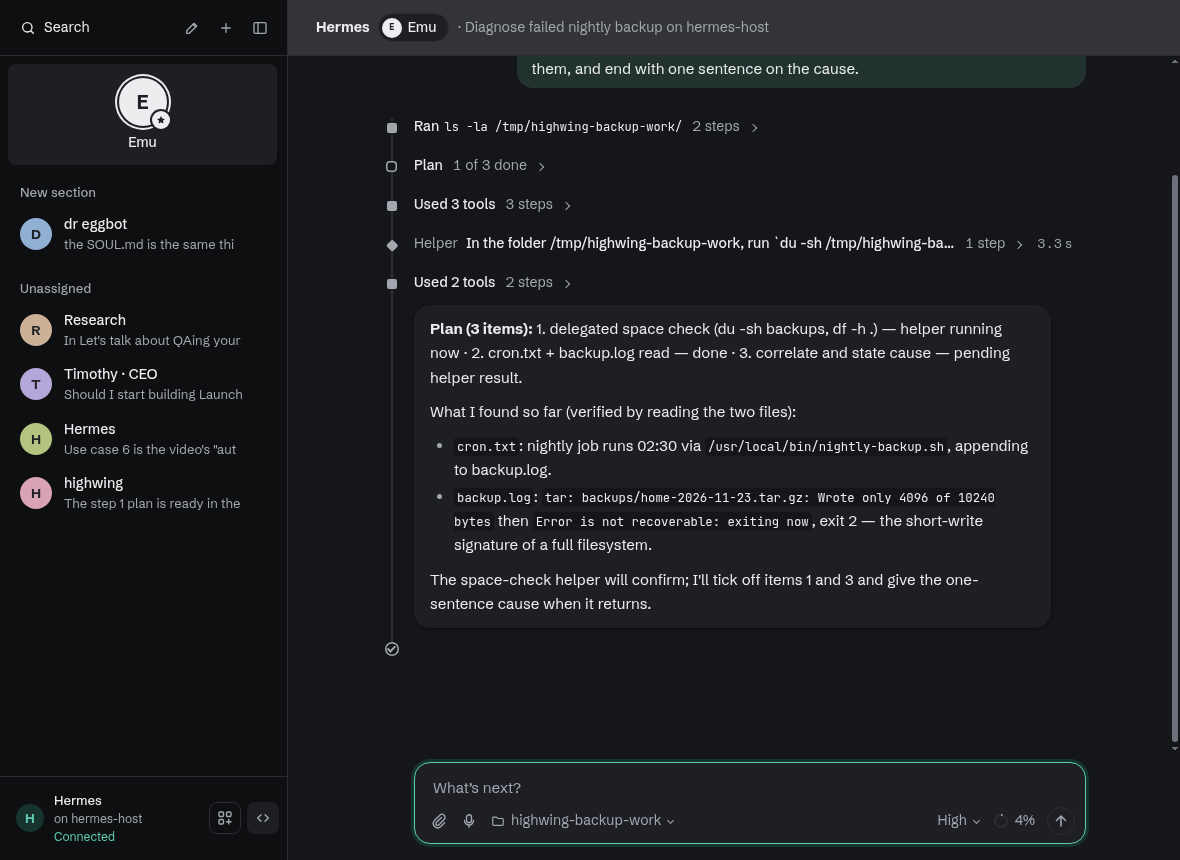 Search
E
Emu
New section
D
dr eggbot
the SOUL.md is the same thi
Unassigned
R
Research
In Let's talk about QAing your
T
Timothy · CEO
Should I start building Launch
H
Hermes
Use case 6 is the video's "aut
H
highwing
The step 1 plan is ready in the
H
Hermes
on hermes-host
Connected
Hermes E Emu · Diagnose failed nightly backup on hermes-host
them, and end with one sentence on the cause.
Ran ls -la /tmp/highwing-backup-work/ 2 steps
Plan 1 of 3 done
Used 3 tools 3 steps
Helper In the folder /tmp/highwing-backup-work, run `du -sh /tmp/highwing-ba… 1 step 3.3 s
Used 2 tools 2 steps
Plan (3 items): 1. delegated space check (du -sh backups, df -h .) — helper running
now · 2. cron.txt + backup.log read — done · 3. correlate and state cause — pending
helper result.
What I found so far (verified by reading the two files):
• cron.txt: nightly job runs 02:30 via /usr/local/bin/nightly-backup.sh, appending
to backup.log.
• backup.log: tar: backups/home-2026-11-23.tar.gz: Wrote only 4096 of 10240
bytes then Error is not recoverable: exiting now, exit 2 — the short-write
signature of a full filesystem.
The space-check helper will confirm; I'll tick off items 1 and 3 and give the one-
sentence cause when it returns.
What's next?
highwing-backup-work High 4%